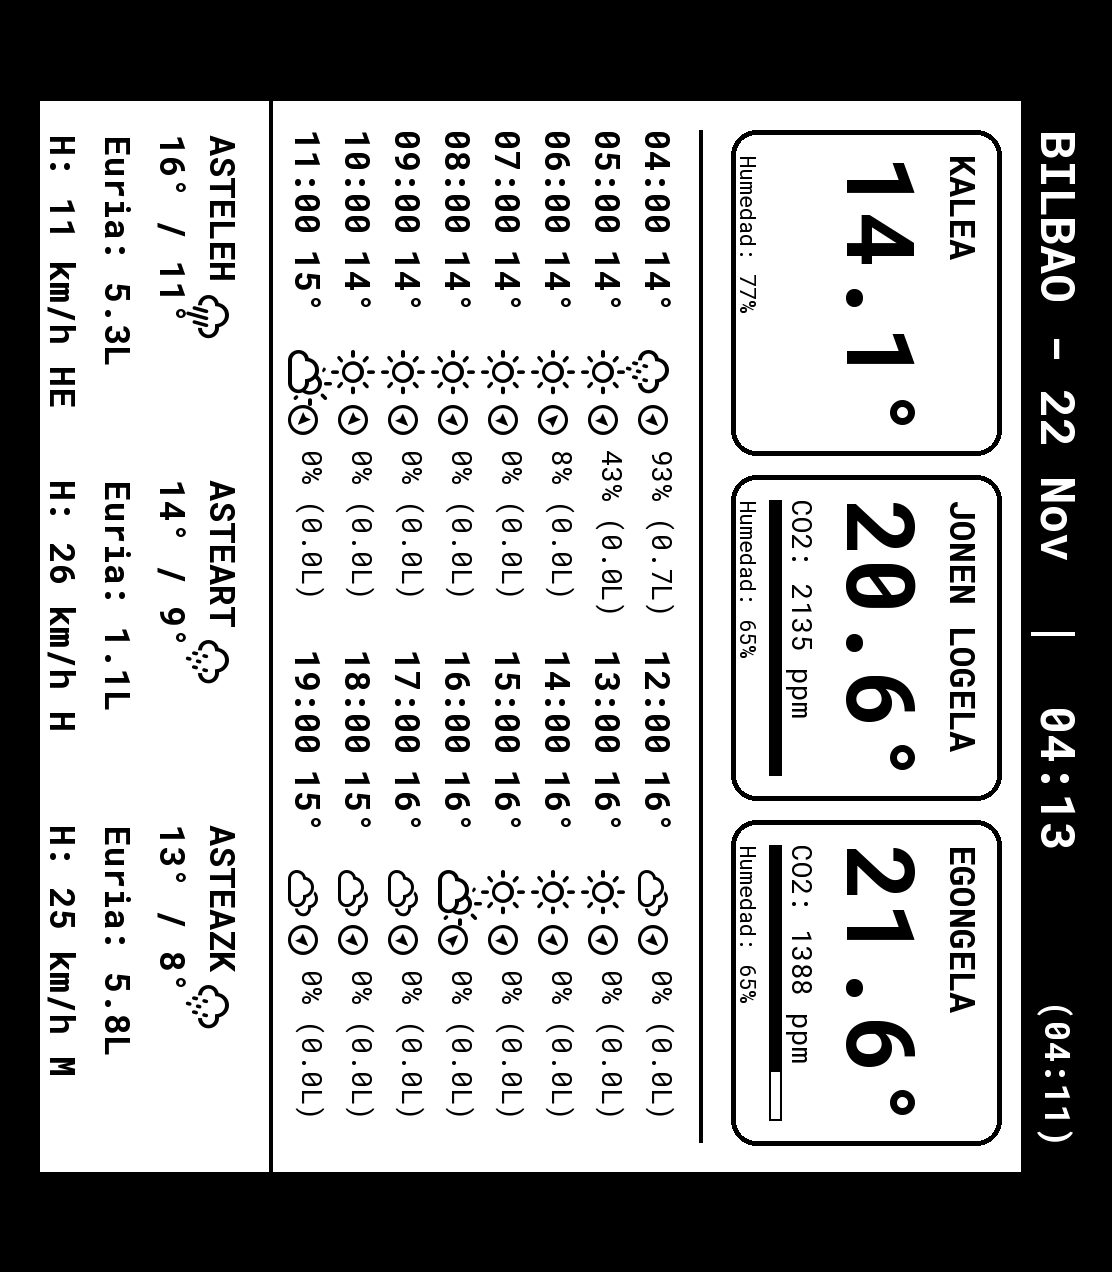 BILBAO - 22 Nov | 04:13 (04:11)
KALEA
14.1°
Humedad: 77%
JONEN LOGELA
20.6°
CO2: 2135 ppm
Humedad: 65%
EGONGELA
21.6°
CO2: 1388 ppm
Humedad: 65%
04:00 14° 93% (0.7L)
05:00 14° 43% (0.0L)
06:00 14° 8% (0.0L)
07:00 14° 0% (0.0L)
08:00 14° 0% (0.0L)
09:00 14° 0% (0.0L)
10:00 14° 0% (0.0L)
11:00 15° 0% (0.0L)
12:00 16° 0% (0.0L)
13:00 16° 0% (0.0L)
14:00 16° 0% (0.0L)
15:00 16° 0% (0.0L)
16:00 16° 0% (0.0L)
17:00 16° 0% (0.0L)
18:00 15° 0% (0.0L)
19:00 15° 0% (0.0L)
ASTELEH
16° / 11°
Euria: 5.3L
H: 11 km/h HE
ASTEART
14° / 9°
Euria: 1.1L
H: 26 km/h H
ASTEAZK
13° / 8°
Euria: 5.8L
H: 25 km/h M